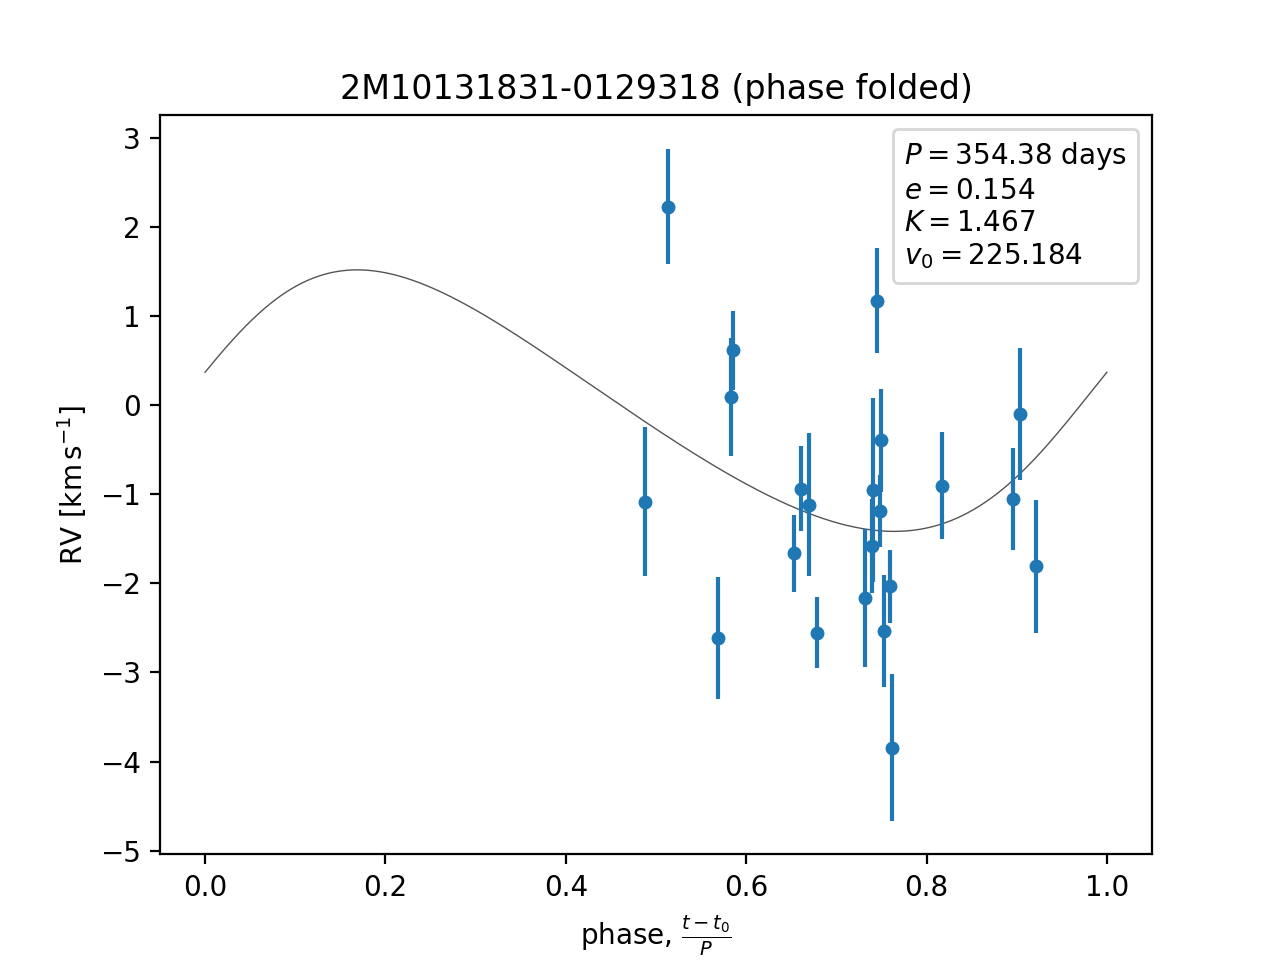 2M10131831-0129318 (phase folded)
P = 354.38 days
e = 0.154
K = 1.467
v₀ = 225.184
RV [km s⁻¹]
3
2
1
0
−1
−2
−3
−4
−5
0.0 0.2 0.4 0.6 0.8 1.0
phase, (t − t₀)/P